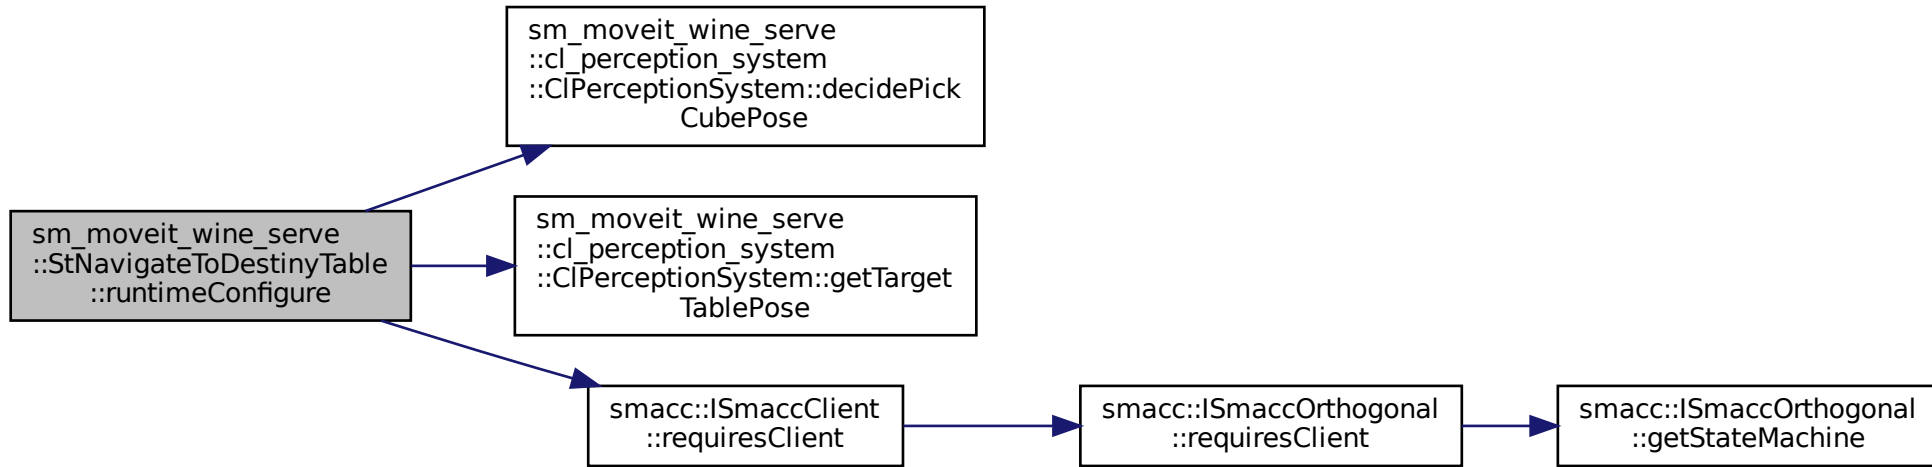 sm_moveit_wine_serve
::cl_perception_system
::ClPerceptionSystem::decidePick
CubePose
sm_moveit_wine_serve
::StNavigateToDestinyTable
::runtimeConfigure
sm_moveit_wine_serve
::cl_perception_system
::ClPerceptionSystem::getTarget
TablePose
smacc::ISmaccClient
::requiresClient
smacc::ISmaccOrthogonal
::requiresClient
smacc::ISmaccOrthogonal
::getStateMachine